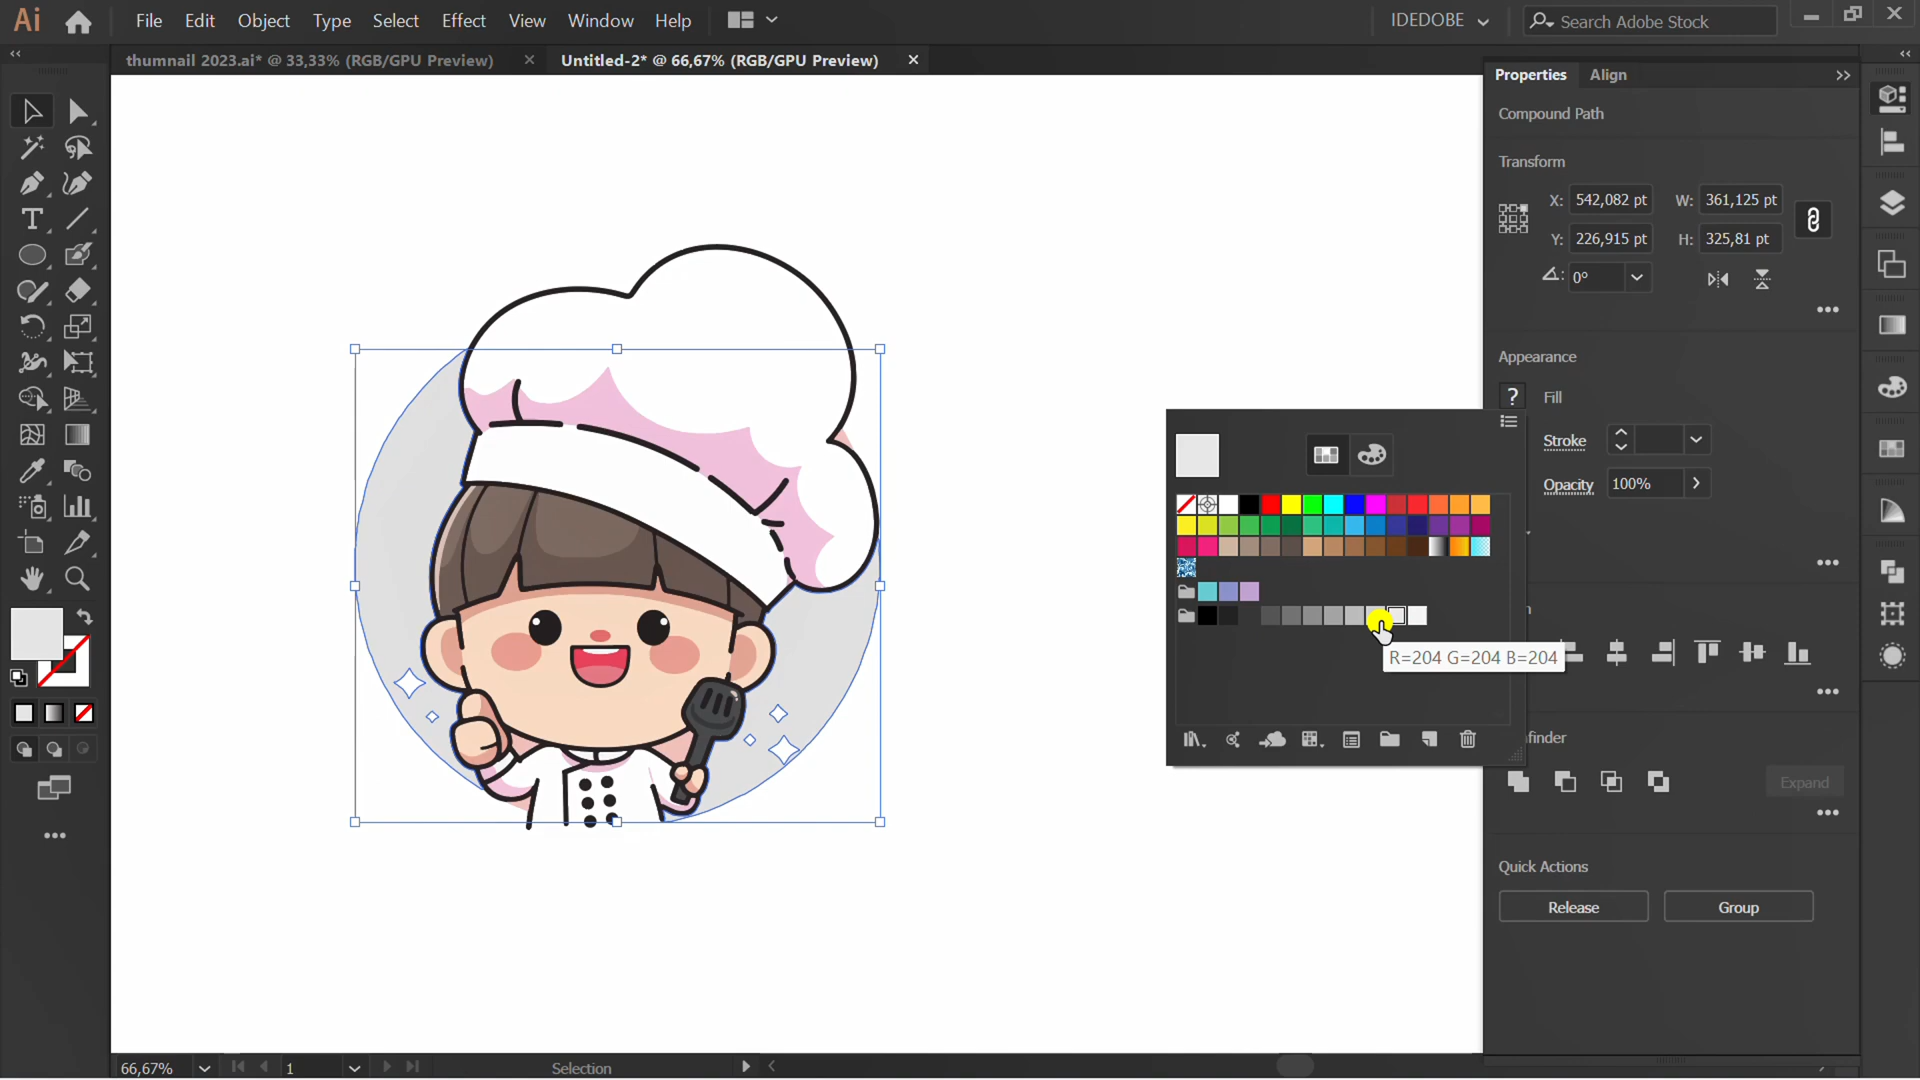 Ai File Edit Object Type Select Effect View Window Help IDEDOBE Search Adobe Stock
thumnail 2023.ai* @ 33,33% (RGB/GPU Preview) Untitled-2* @ 66,67% (RGB/GPU Preview)
Properties Align
Compound Path
Transform
X: 542,082 pt W: 361,125 pt
Y: 226,915 pt H: 325,81 pt
0°
Appearance
? Fill
Stroke
Opacity 100%
R=204 G=204 B=204
finder
Expand
Quick Actions
Release Group
66,67% 1 Selection